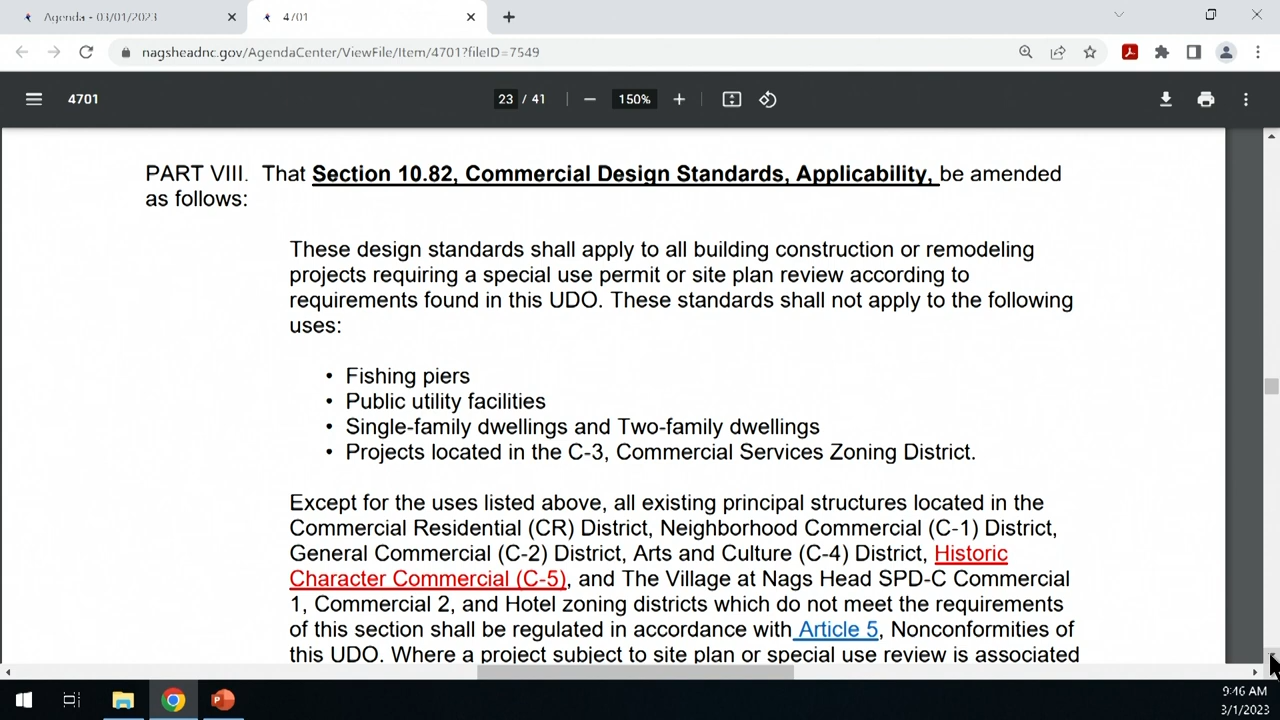 Agenda - 03/01/2023
4701
nagsheadnc.gov/AgendaCenter/ViewFile/Item/4701?fileID=7549
4701
23 / 41
150%
PART VIII. That Section 10.82, Commercial Design Standards, Applicability, be amended
as follows:
These design standards shall apply to all building construction or remodeling
projects requiring a special use permit or site plan review according to
requirements found in this UDO. These standards shall not apply to the following
uses:
• Fishing piers
• Public utility facilities
• Single-family dwellings and Two-family dwellings
• Projects located in the C-3, Commercial Services Zoning District.
Except for the uses listed above, all existing principal structures located in the
Commercial Residential (CR) District, Neighborhood Commercial (C-1) District,
General Commercial (C-2) District, Arts and Culture (C-4) District, Historic
Character Commercial (C-5), and The Village at Nags Head SPD-C Commercial
1, Commercial 2, and Hotel zoning districts which do not meet the requirements
of this section shall be regulated in accordance with Article 5, Nonconformities of
this UDO. Where a project subject to site plan or special use review is associated
9:46 AM
3/1/2023